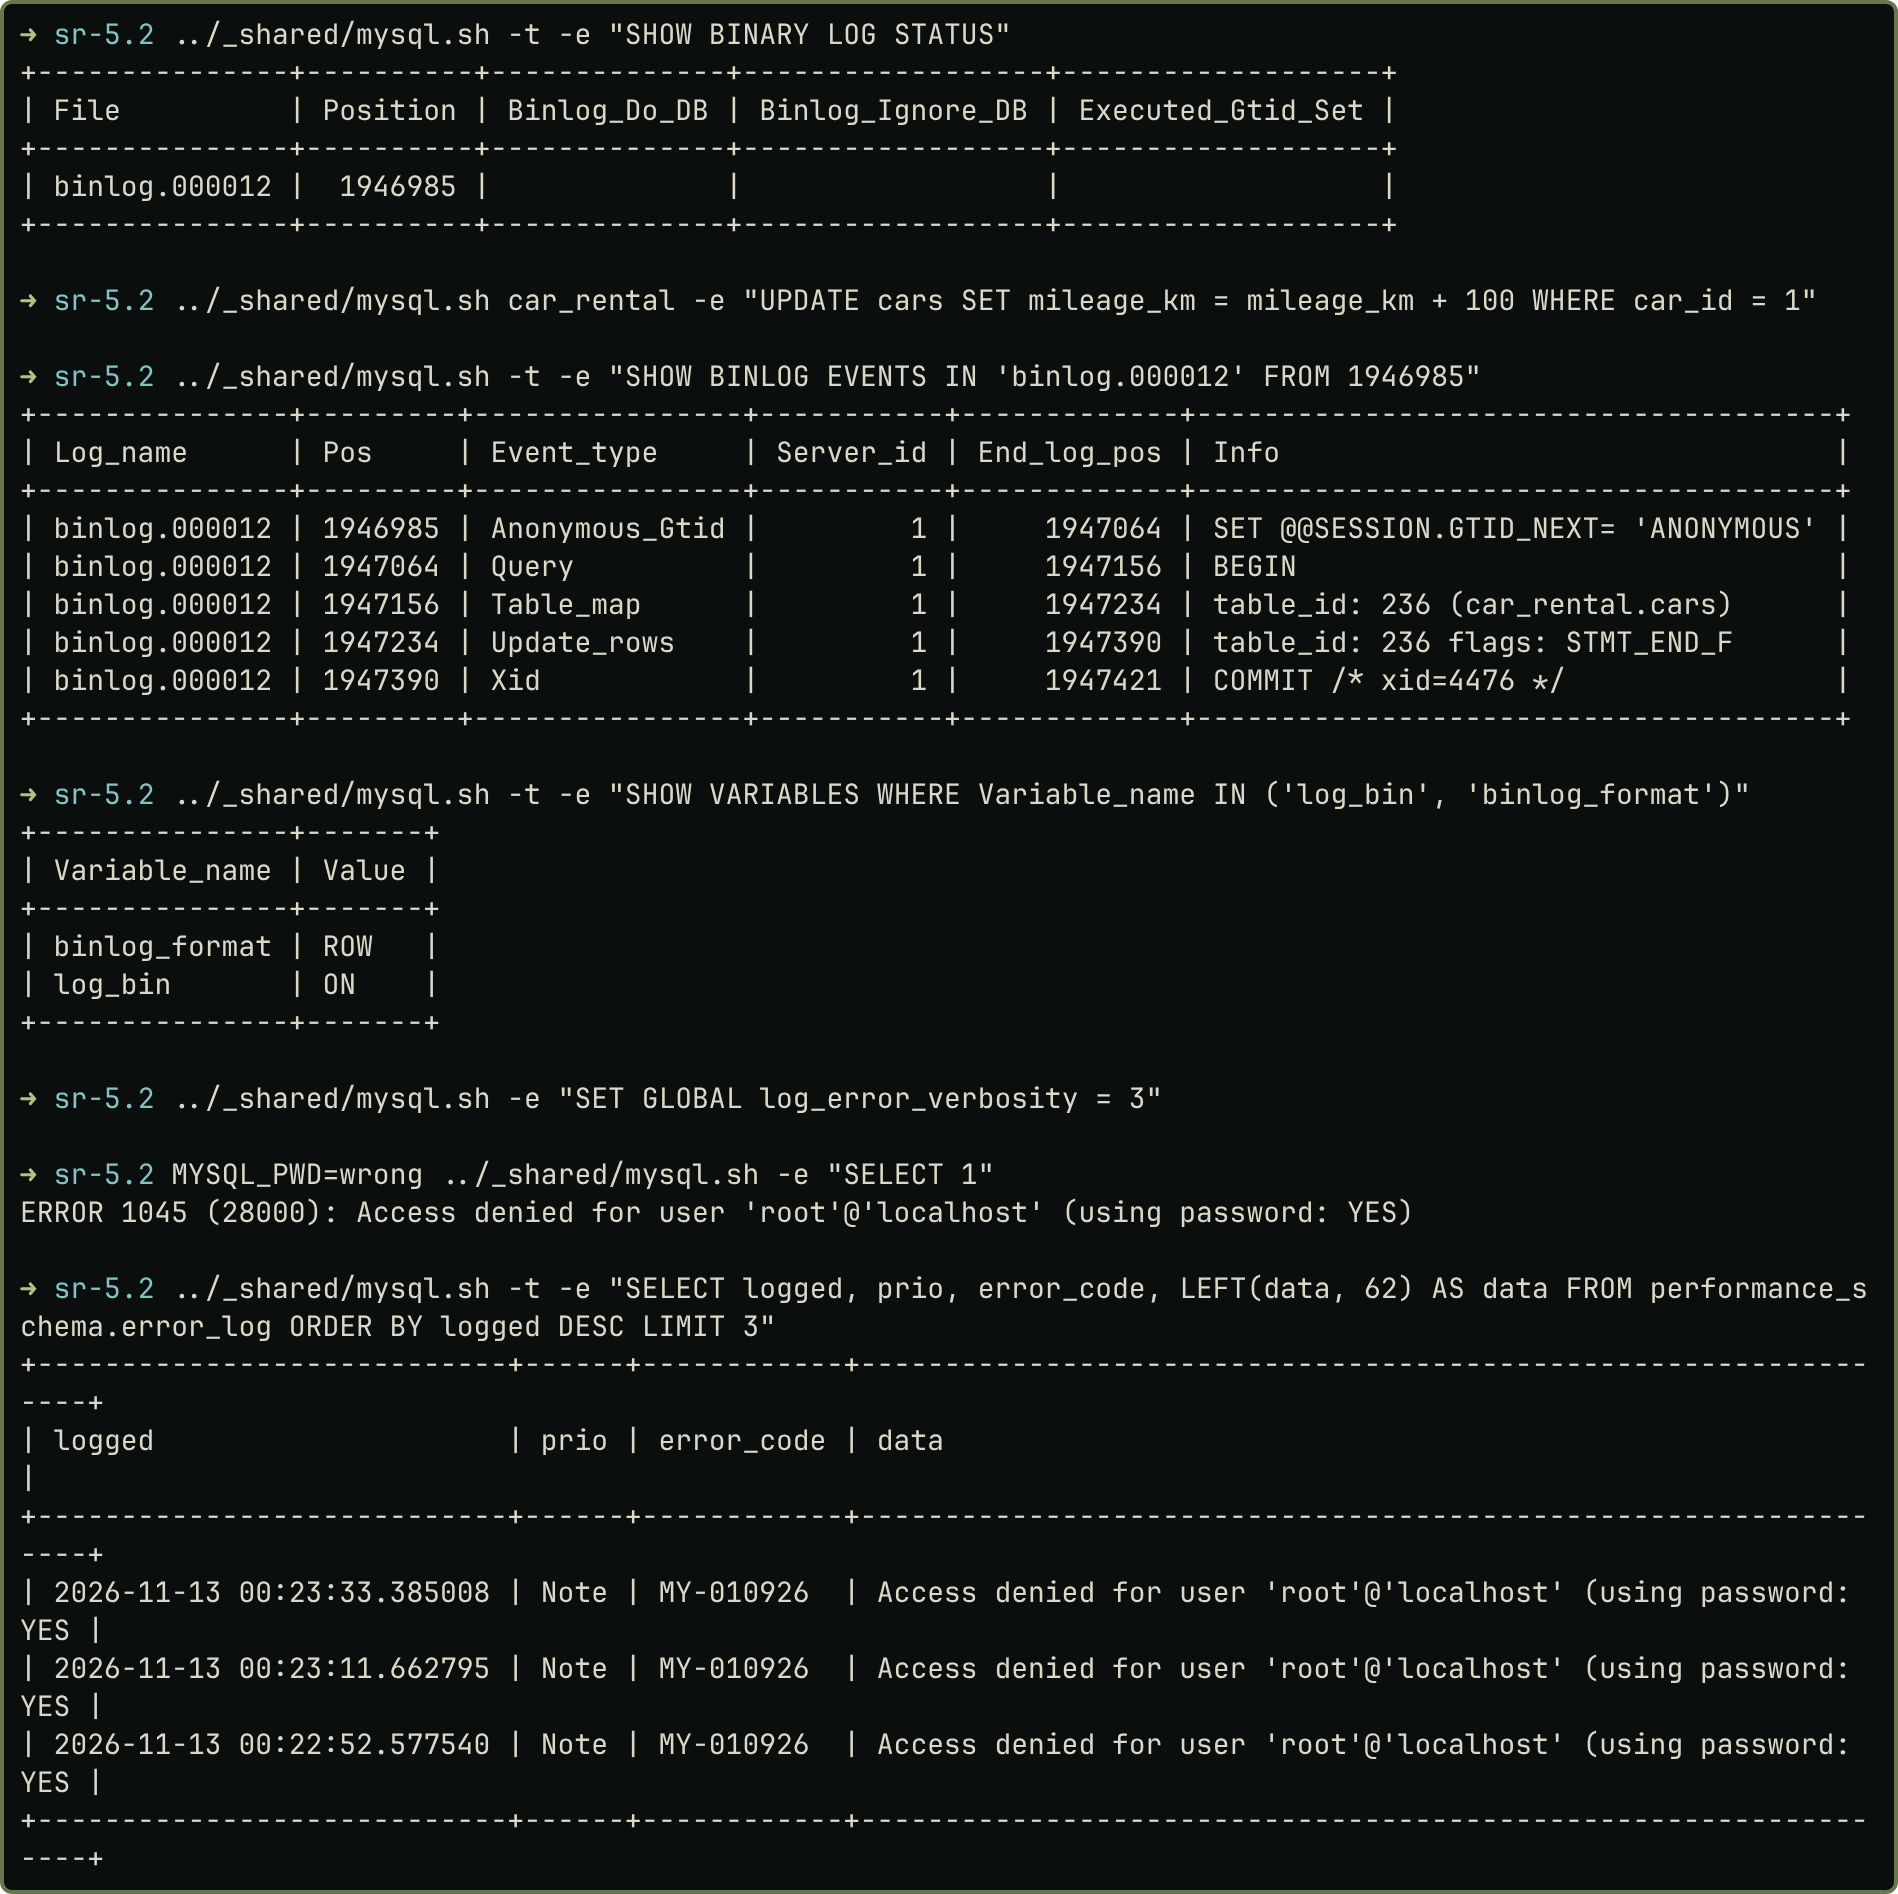 ➜ sr-5.2 ../_shared/mysql.sh -t -e "SHOW BINARY LOG STATUS"
+---------------+----------+--------------+------------------+-------------------+
| File          | Position | Binlog_Do_DB | Binlog_Ignore_DB | Executed_Gtid_Set |
+---------------+----------+--------------+------------------+-------------------+
| binlog.000012 |  1946985 |              |                  |                   |
+---------------+----------+--------------+------------------+-------------------+

➜ sr-5.2 ../_shared/mysql.sh car_rental -e "UPDATE cars SET mileage_km = mileage_km + 100 WHERE car_id = 1"

➜ sr-5.2 ../_shared/mysql.sh -t -e "SHOW BINLOG EVENTS IN 'binlog.000012' FROM 1946985"
+---------------+---------+----------------+-----------+-------------+--------------------------------------+
| Log_name      | Pos     | Event_type     | Server_id | End_log_pos | Info                                 |
+---------------+---------+----------------+-----------+-------------+--------------------------------------+
| binlog.000012 | 1946985 | Anonymous_Gtid |         1 |     1947064 | SET @@SESSION.GTID_NEXT= 'ANONYMOUS' |
| binlog.000012 | 1947064 | Query          |         1 |     1947156 | BEGIN                                |
| binlog.000012 | 1947156 | Table_map      |         1 |     1947234 | table_id: 236 (car_rental.cars)      |
| binlog.000012 | 1947234 | Update_rows    |         1 |     1947390 | table_id: 236 flags: STMT_END_F      |
| binlog.000012 | 1947390 | Xid            |         1 |     1947421 | COMMIT /* xid=4476 */                |
+---------------+---------+----------------+-----------+-------------+--------------------------------------+

➜ sr-5.2 ../_shared/mysql.sh -t -e "SHOW VARIABLES WHERE Variable_name IN ('log_bin', 'binlog_format')"
+---------------+-------+
| Variable_name | Value |
+---------------+-------+
| binlog_format | ROW   |
| log_bin       | ON    |
+---------------+-------+

➜ sr-5.2 ../_shared/mysql.sh -e "SET GLOBAL log_error_verbosity = 3"

➜ sr-5.2 MYSQL_PWD=wrong ../_shared/mysql.sh -e "SELECT 1"
ERROR 1045 (28000): Access denied for user 'root'@'localhost' (using password: YES)

➜ sr-5.2 ../_shared/mysql.sh -t -e "SELECT logged, prio, error_code, LEFT(data, 62) AS data FROM performance_s
chema.error_log ORDER BY logged DESC LIMIT 3"
+----------------------------+------+------------+------------------------------------------------------------
----+
| logged                     | prio | error_code | data
|
+----------------------------+------+------------+------------------------------------------------------------
----+
| 2026-11-13 00:23:33.385008 | Note | MY-010926  | Access denied for user 'root'@'localhost' (using password:
YES |
| 2026-11-13 00:23:11.662795 | Note | MY-010926  | Access denied for user 'root'@'localhost' (using password:
YES |
| 2026-11-13 00:22:52.577540 | Note | MY-010926  | Access denied for user 'root'@'localhost' (using password:
YES |
+----------------------------+------+------------+------------------------------------------------------------
----+